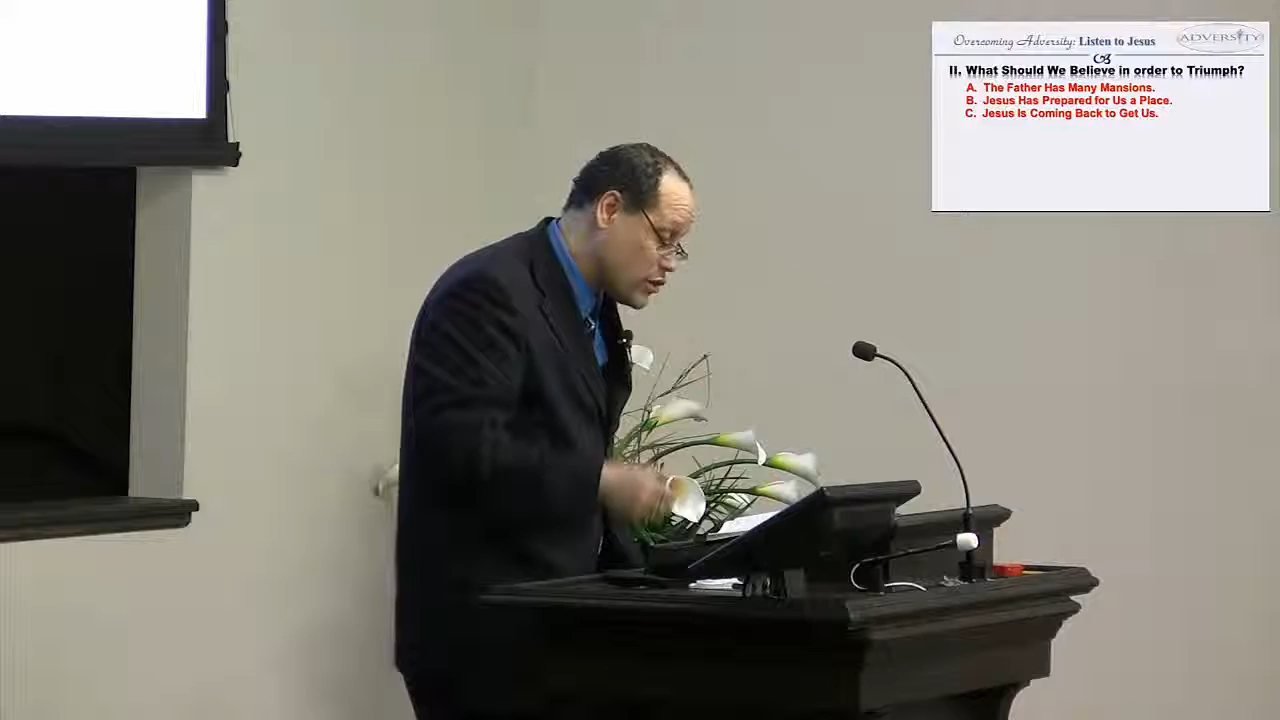 Overcoming Adversity: Listen to Jesus
ADVERSITY
II. What Should We Believe in order to Triumph?
A. The Father Has Many Mansions.
B. Jesus Has Prepared for Us a Place.
C. Jesus Is Coming Back to Get Us.